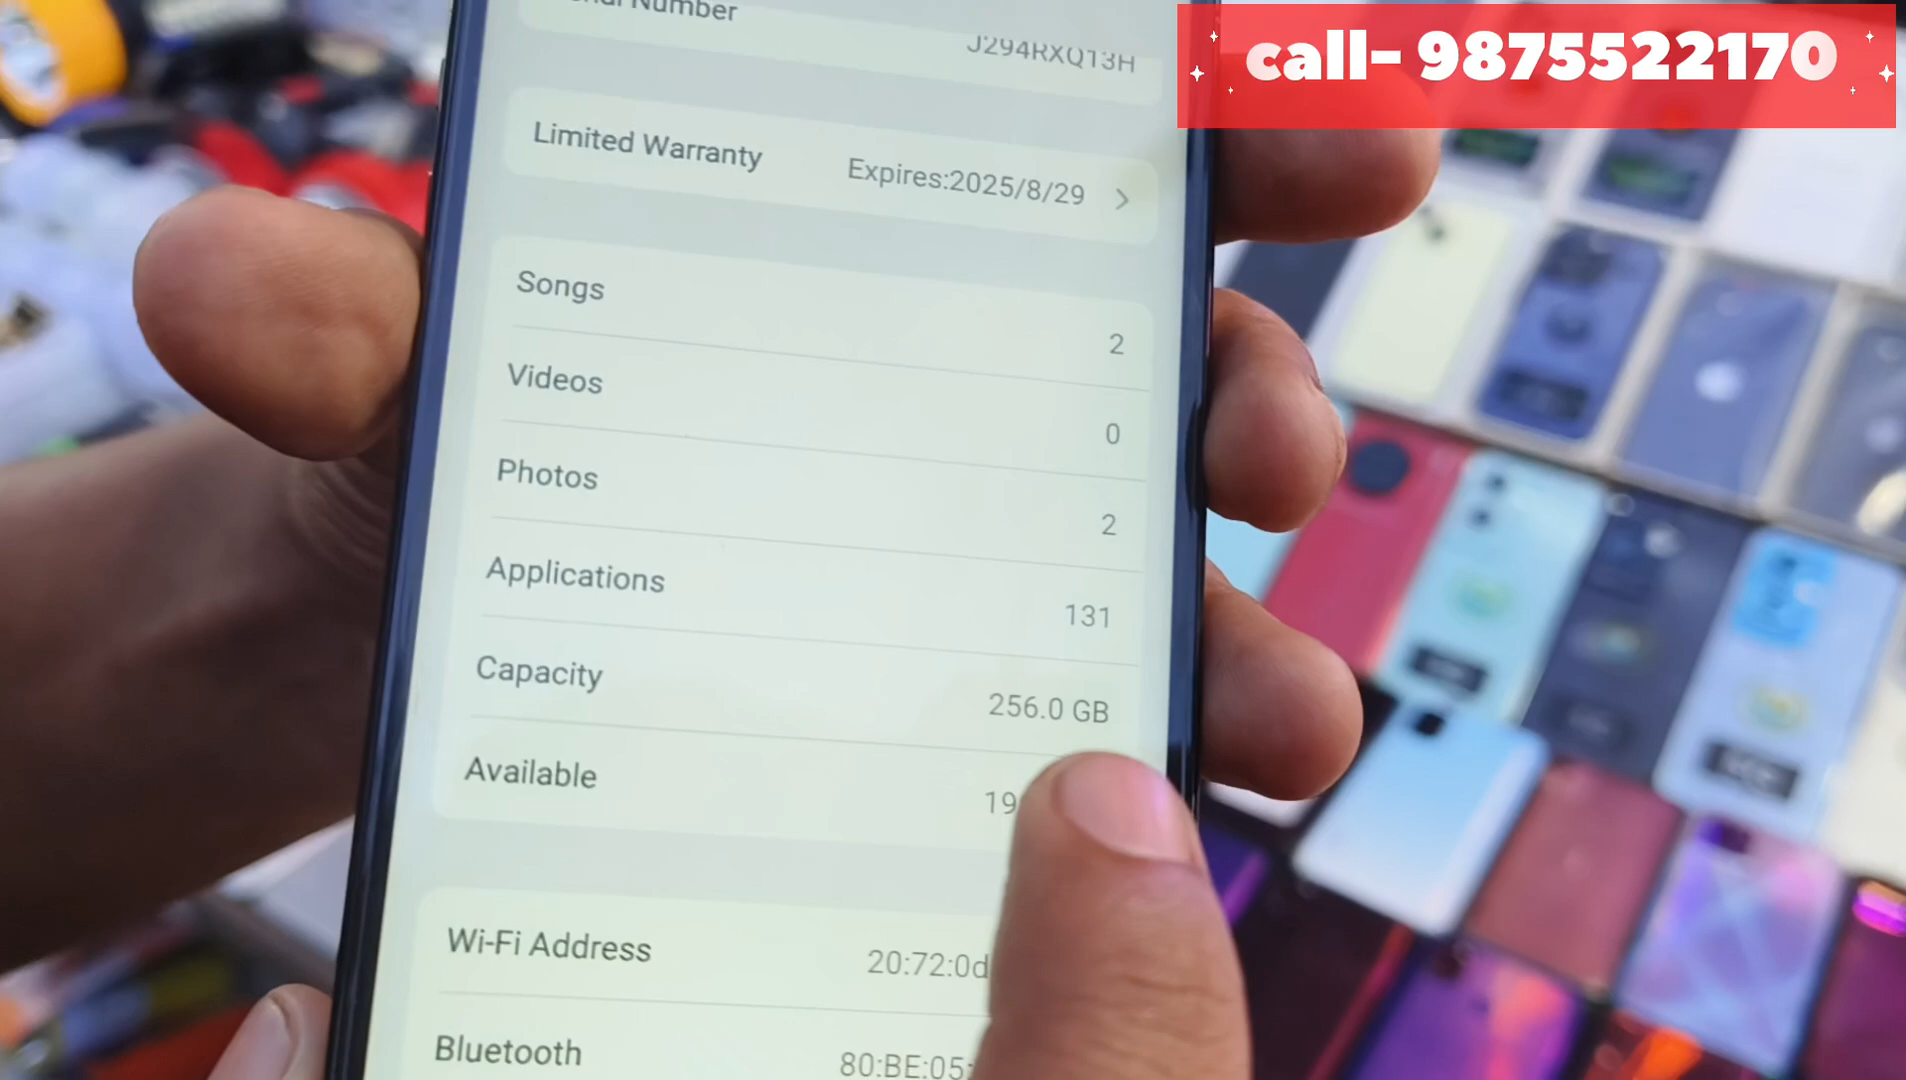 Number
J294RXQ13H
call- 9875522170
Limited Warranty
Expires:2025/8/29
Songs
2
Videos
0
Photos
2
Applications
131
Capacity
256.0 GB
Available
19
Wi-Fi Address
20:72:0d
Bluetooth
80:BE:05: